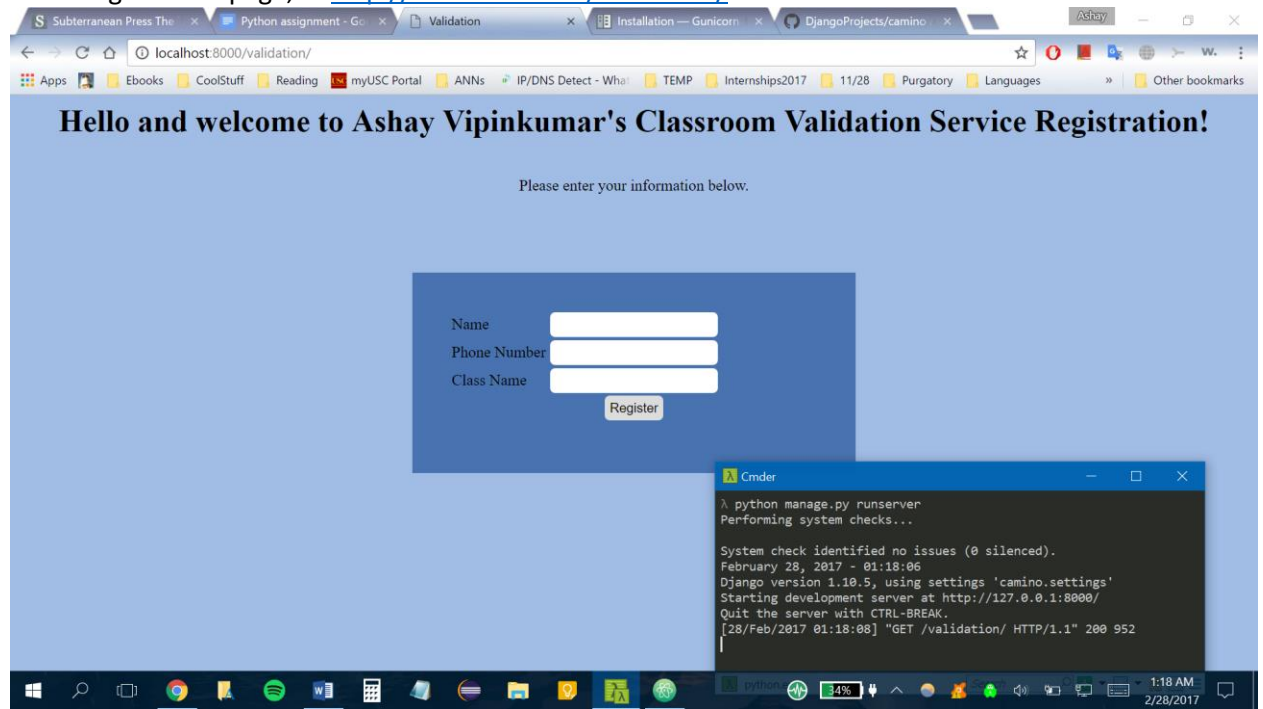 Subterranean Press The
Python assignment - Go
Validation
Installation — Gunicorn
DjangoProjects/camino
Ashay
localhost:8000/validation/
Apps
Ebooks
CoolStuff
Reading
USC
myUSC Portal
ANNs
IP/DNS Detect - What
TEMP
Internships2017
11/28
Purgatory
Languages
»
Other bookmarks
Hello and welcome to Ashay Vipinkumar's Classroom Validation Service Registration!
Please enter your information below.
Name
Phone Number
Class Name
Register
Cmder
λ python manage.py runserver
Performing system checks...
System check identified no issues (0 silenced).
February 28, 2017 - 01:18:06
Django version 1.10.5, using settings 'camino.settings'
Starting development server at http://127.0.0.1:8000/
Quit the server with CTRL-BREAK.
[28/Feb/2017 01:18:08] "GET /validation/ HTTP/1.1" 200 952
34%
1:18 AM
2/28/2017